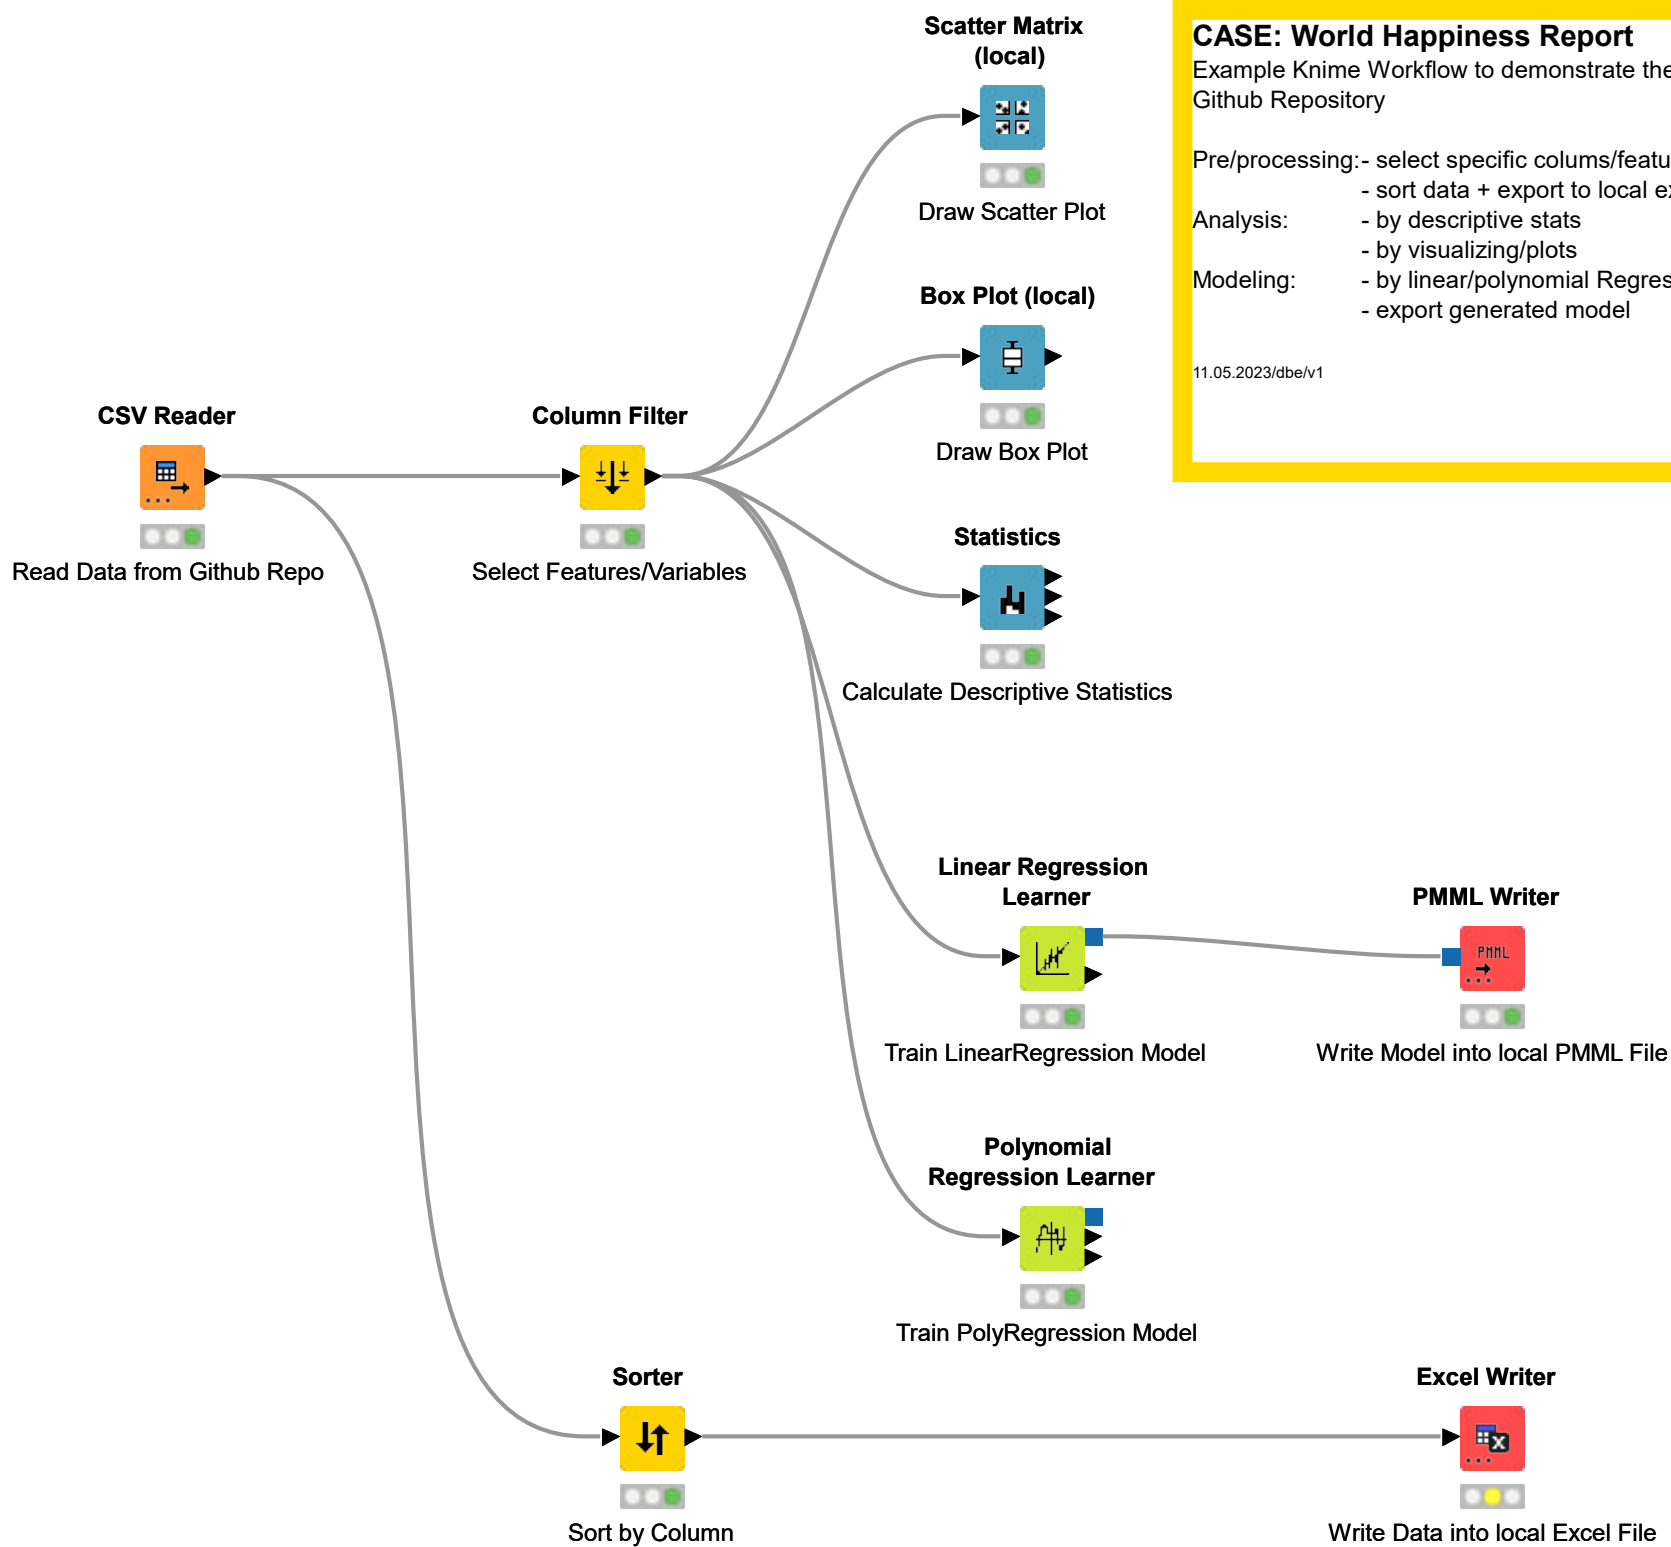 Scatter Matrix
(local)
Draw Scatter Plot
CASE: World Happiness Report
Example Knime Workflow to demonstrate the
Github Repository
Pre/processing:- select specific colums/featu
- sort data + export to local ex
Analysis: - by descriptive stats
- by visualizing/plots
Modeling: - by linear/polynomial Regres
- export generated model
11.05.2023/dbe/v1
Box Plot (local)
Draw Box Plot
CSV Reader
Read Data from Github Repo
Column Filter
Select Features/Variables
Statistics
Calculate Descriptive Statistics
Linear Regression
Learner
Train LinearRegression Model
PMML Writer
PMML
Write Model into local PMML File
Polynomial
Regression Learner
Train PolyRegression Model
Sorter
Sort by Column
Excel Writer
X
Write Data into local Excel File